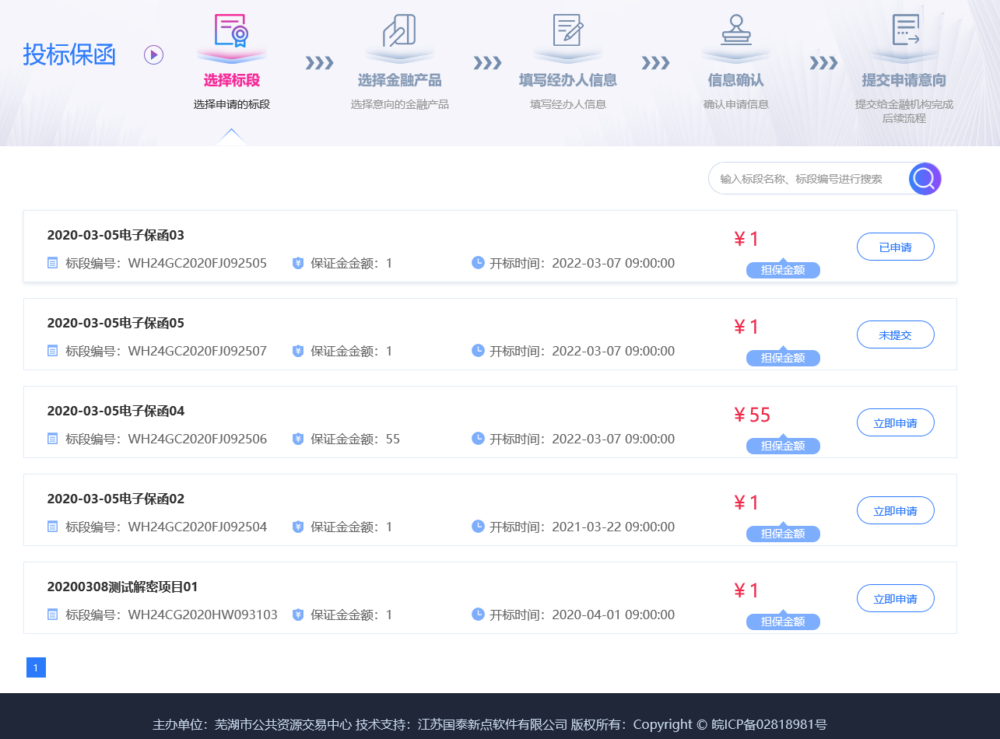 投标保函
选择标段
选择申请的标段
选择金融产品
选择意向的金融产品
填写经办人信息
填写经办人信息
信息确认
确认申请信息
提交申请意向
提交给金融机构完成
后续流程
输入标段名称、标段编号进行搜索
2020-03-05电子保函03
标段编号：WH24GC2020FJ092505 保证金金额：1 开标时间：2022-03-07 09:00:00
¥ 1
担保金额
已申请
2020-03-05电子保函05
标段编号：WH24GC2020FJ092507 保证金金额：1 开标时间：2022-03-07 09:00:00
¥ 1
担保金额
未提交
2020-03-05电子保函04
标段编号：WH24GC2020FJ092506 保证金金额：55 开标时间：2022-03-07 09:00:00
¥ 55
担保金额
立即申请
2020-03-05电子保函02
标段编号：WH24GC2020FJ092504 保证金金额：1 开标时间：2021-03-22 09:00:00
¥ 1
担保金额
立即申请
20200308测试解密项目01
标段编号：WH24CG2020HW093103 保证金金额：1 开标时间：2020-04-01 09:00:00
¥ 1
担保金额
立即申请
1
主办单位：芜湖市公共资源交易中心 技术支持：江苏国泰新点软件有限公司 版权所有：Copyright © 皖ICP备02818981号